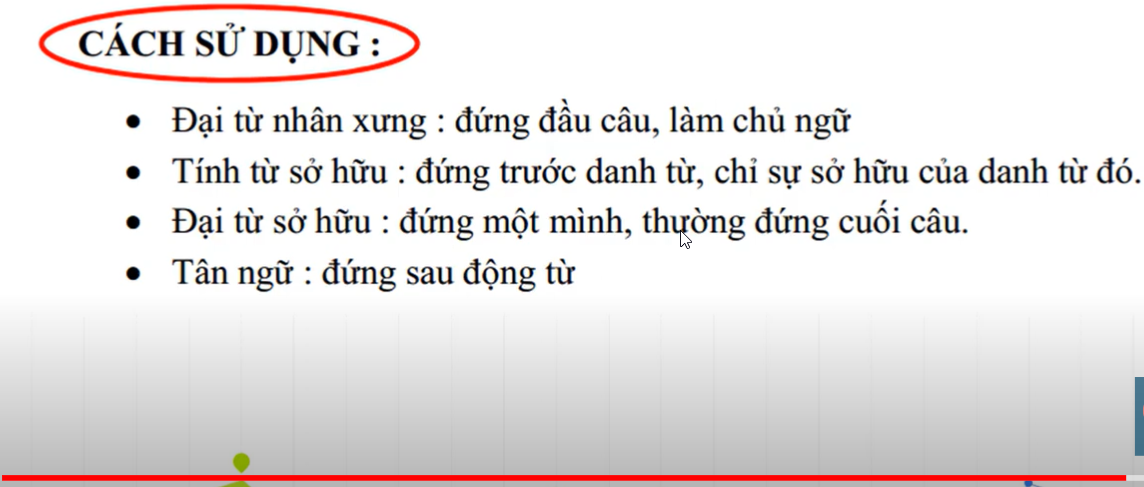 CÁCH SỬ DỤNG :
• Đại từ nhân xưng : đứng đầu câu, làm chủ ngữ
• Tính từ sở hữu : đứng trước danh từ, chỉ sự sở hữu của danh từ đó.
• Đại từ sở hữu : đứng một mình, thường đứng cuối câu.
• Tân ngữ : đứng sau động từ